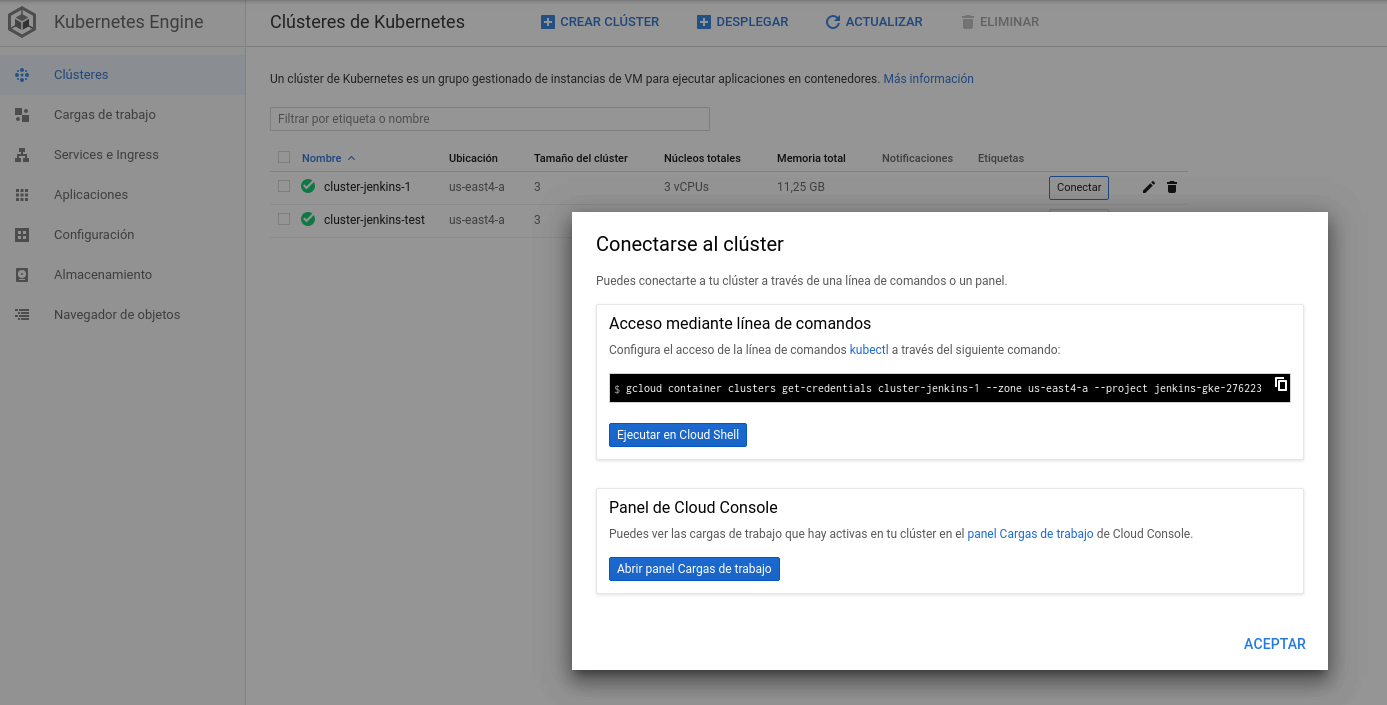 Kubernetes Engine
Clústeres de Kubernetes
CREAR CLÚSTER
DESPLEGAR
ACTUALIZAR
ELIMINAR
Clústeres
Cargas de trabajo
Services e Ingress
Aplicaciones
Configuración
Almacenamiento
Navegador de objetos
Un clúster de Kubernetes es un grupo gestionado de instancias de VM para ejecutar aplicaciones en contenedores. Más información
Filtrar por etiqueta o nombre
Nombre Ubicación Tamaño del clúster Núcleos totales Memoria total Notificaciones Etiquetas
cluster-jenkins-1 us-east4-a 3 3 vCPUs 11,25 GB Conectar
cluster-jenkins-test us-east4-a 3
Conectarse al clúster
Puedes conectarte a tu clúster a través de una línea de comandos o un panel.
Acceso mediante línea de comandos
Configura el acceso de la línea de comandos kubectl a través del siguiente comando:
$ gcloud container clusters get-credentials cluster-jenkins-1 --zone us-east4-a --project jenkins-gke-276223
Ejecutar en Cloud Shell
Panel de Cloud Console
Puedes ver las cargas de trabajo que hay activas en tu clúster en el panel Cargas de trabajo de Cloud Console.
Abrir panel Cargas de trabajo
ACEPTAR